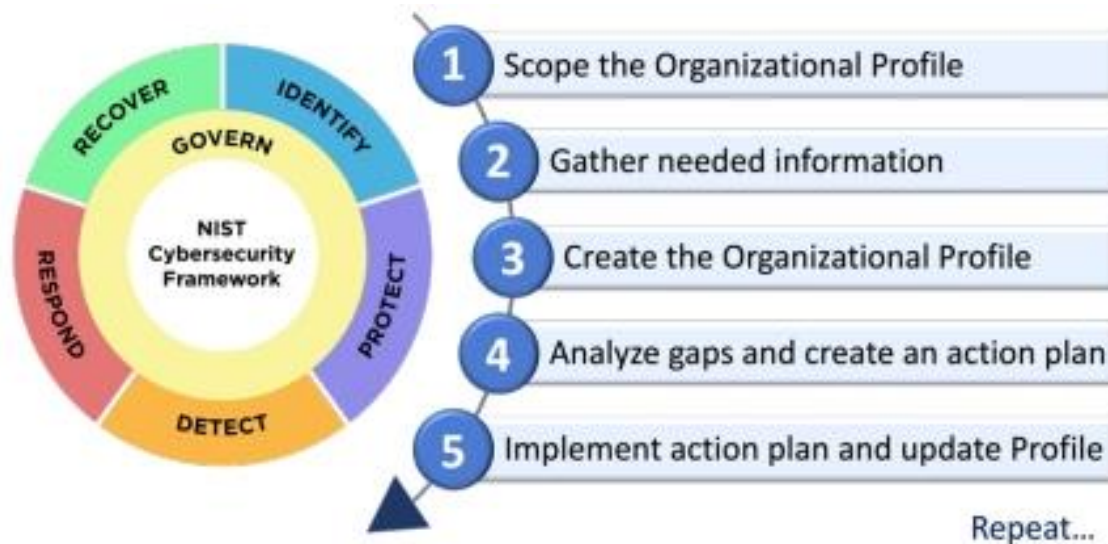 RECOVER
IDENTIFY
GOVERN
NIST
Cybersecurity
Framework
RESPOND
PROTECT
DETECT
1 Scope the Organizational Profile
2 Gather needed information
3 Create the Organizational Profile
4 Analyze gaps and create an action plan
5 Implement action plan and update Profile
Repeat...